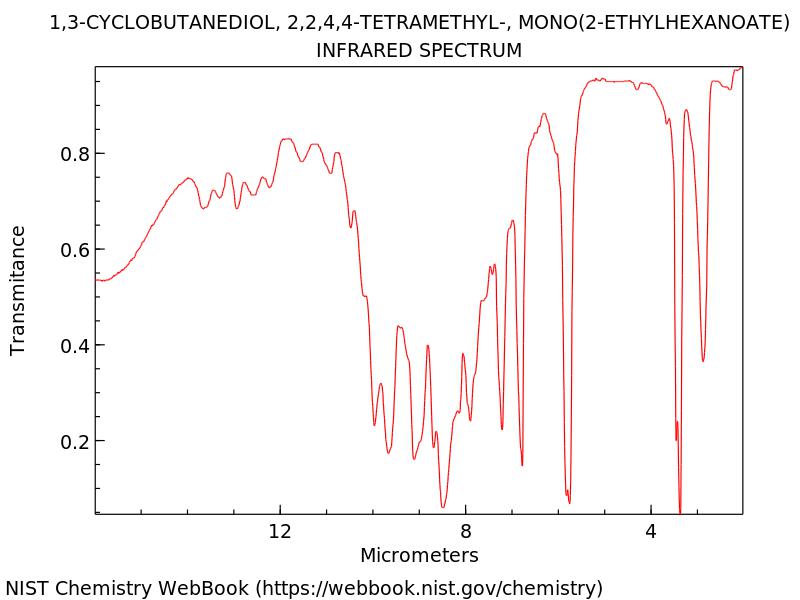 1,3-CYCLOBUTANEDIOL, 2,2,4,4-TETRAMETHYL-, MONO(2-ETHYLHEXANOATE)
INFRARED SPECTRUM
0.8
0.6
0.4
0.2
Transmitance
12
8
4
Micrometers
NIST Chemistry WebBook (https://webbook.nist.gov/chemistry)